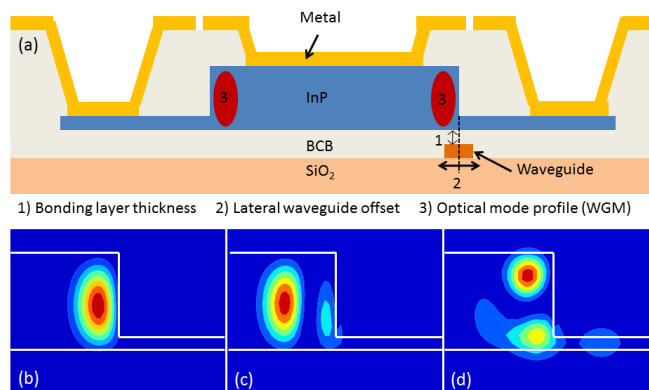 Metal
(a)
3
InP
3
1
BCB
SiO2
2
Waveguide
1) Bonding layer thickness 2) Lateral waveguide offset 3) Optical mode profile (WGM)
(b) (c) (d)